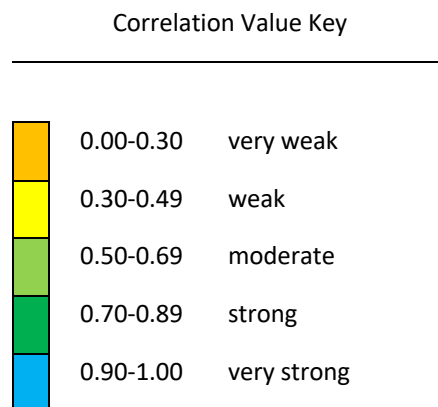 Correlation Value Key
0.00-0.30 very weak
0.30-0.49 weak
0.50-0.69 moderate
0.70-0.89 strong
0.90-1.00 very strong